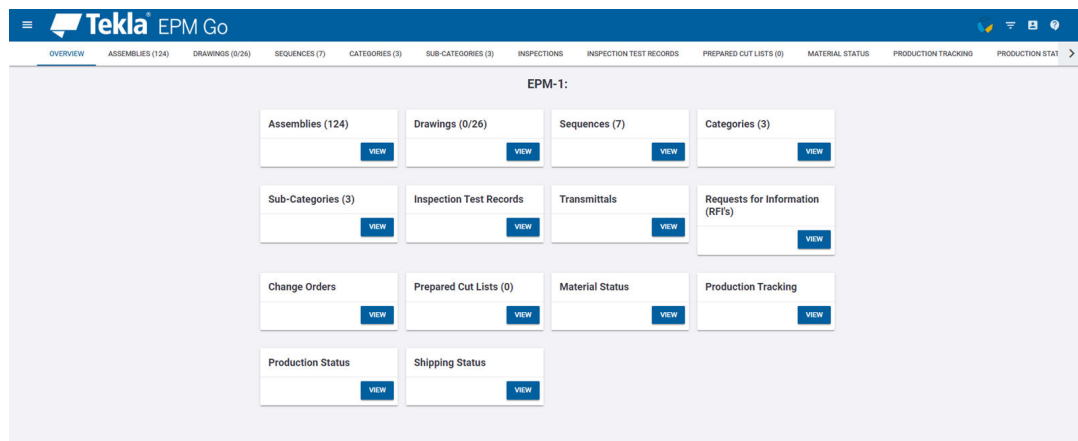 Tekla® EPM Go
OVERVIEW ASSEMBLIES (124) DRAWINGS (0/26) SEQUENCES (7) CATEGORIES (3) SUB-CATEGORIES (3) INSPECTIONS INSPECTION TEST RECORDS PREPARED CUT LISTS (0) MATERIAL STATUS PRODUCTION TRACKING PRODUCTION STAT
EPM-1:
Assemblies (124)
VIEW
Drawings (0/26)
VIEW
Sequences (7)
VIEW
Categories (3)
VIEW
Sub-Categories (3)
VIEW
Inspection Test Records
VIEW
Transmittals
VIEW
Requests for Information
(RFI's)
VIEW
Change Orders
VIEW
Prepared Cut Lists (0)
VIEW
Material Status
VIEW
Production Tracking
VIEW
Production Status
VIEW
Shipping Status
VIEW